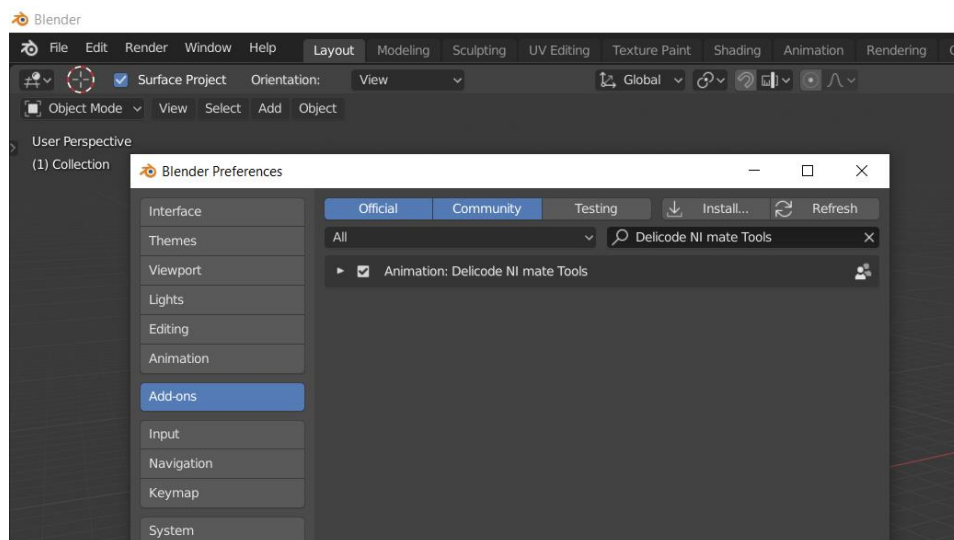 Blender
File Edit Render Window Help Layout Modeling Sculpting UV Editing Texture Paint Shading Animation Rendering
Surface Project Orientation: View Global
Object Mode View Select Add Object
User Perspective
(1) Collection
Blender Preferences
Interface
Official Community Testing Install... Refresh
Themes
All Delicode NI mate Tools
Viewport
Animation: Delicode NI mate Tools
Lights
Editing
Animation
Add-ons
Input
Navigation
Keymap
System